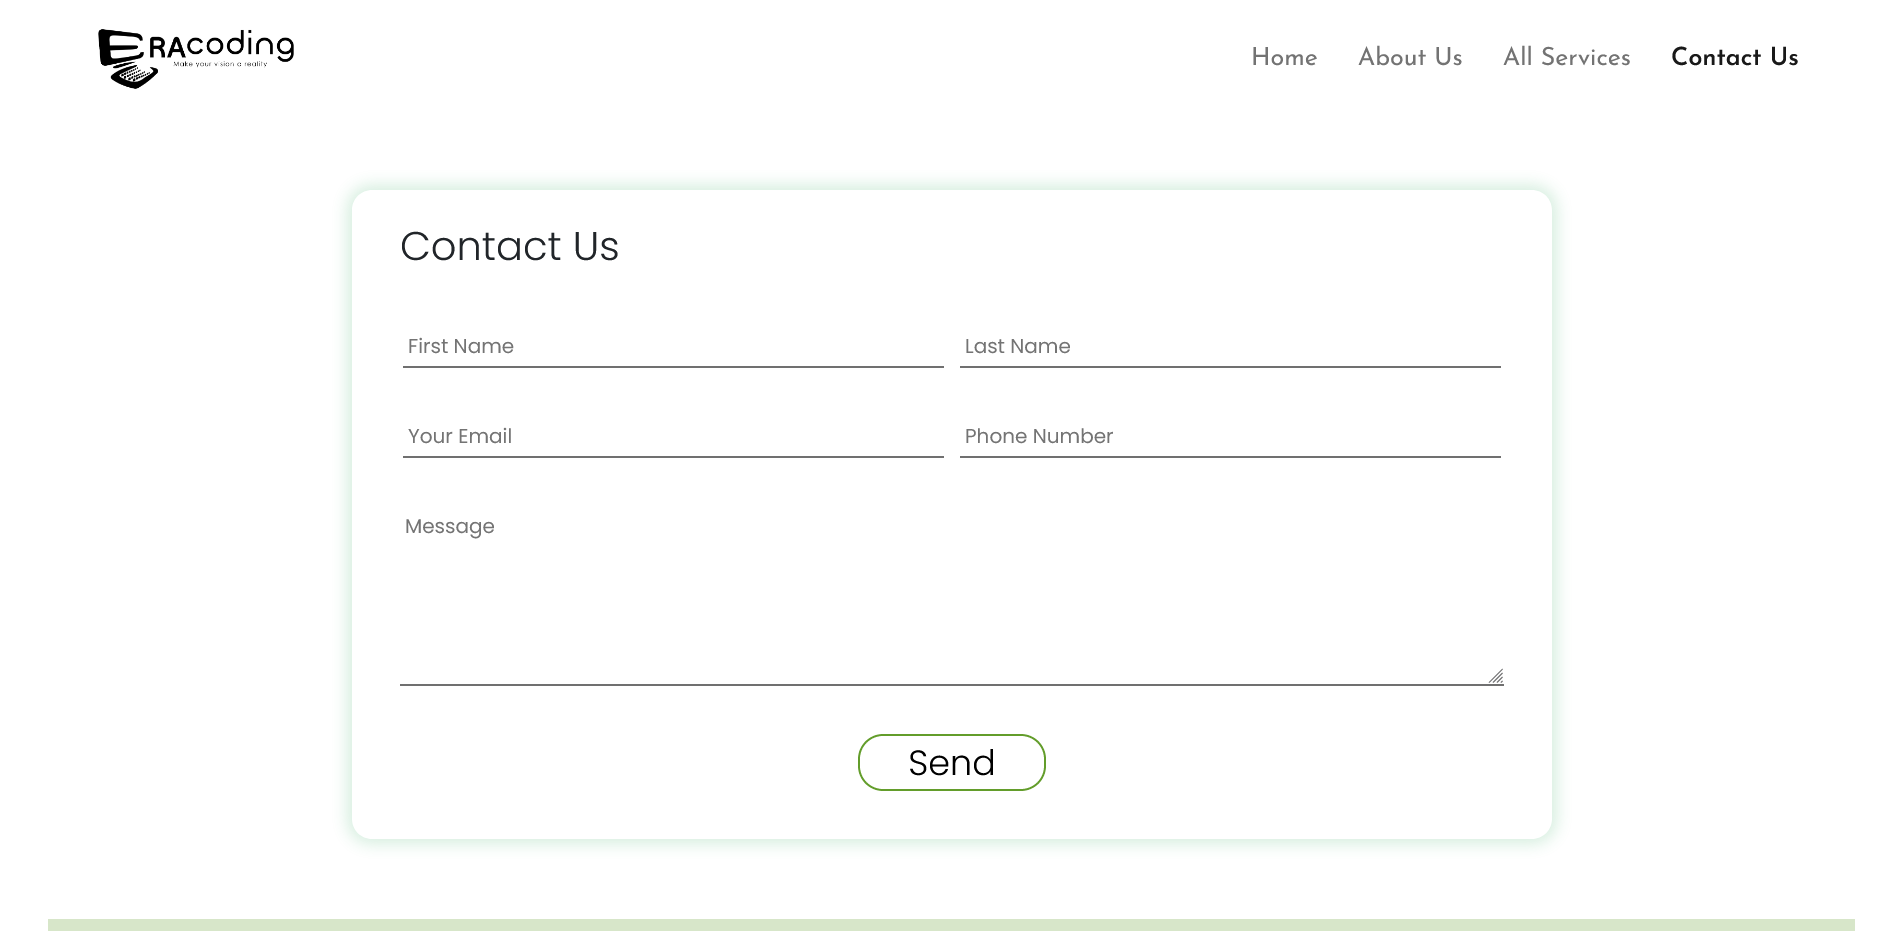 ERAcoding
Make your vision a reality
Home About Us All Services Contact Us
Contact Us
First Name Last Name
Your Email Phone Number
Message
Send